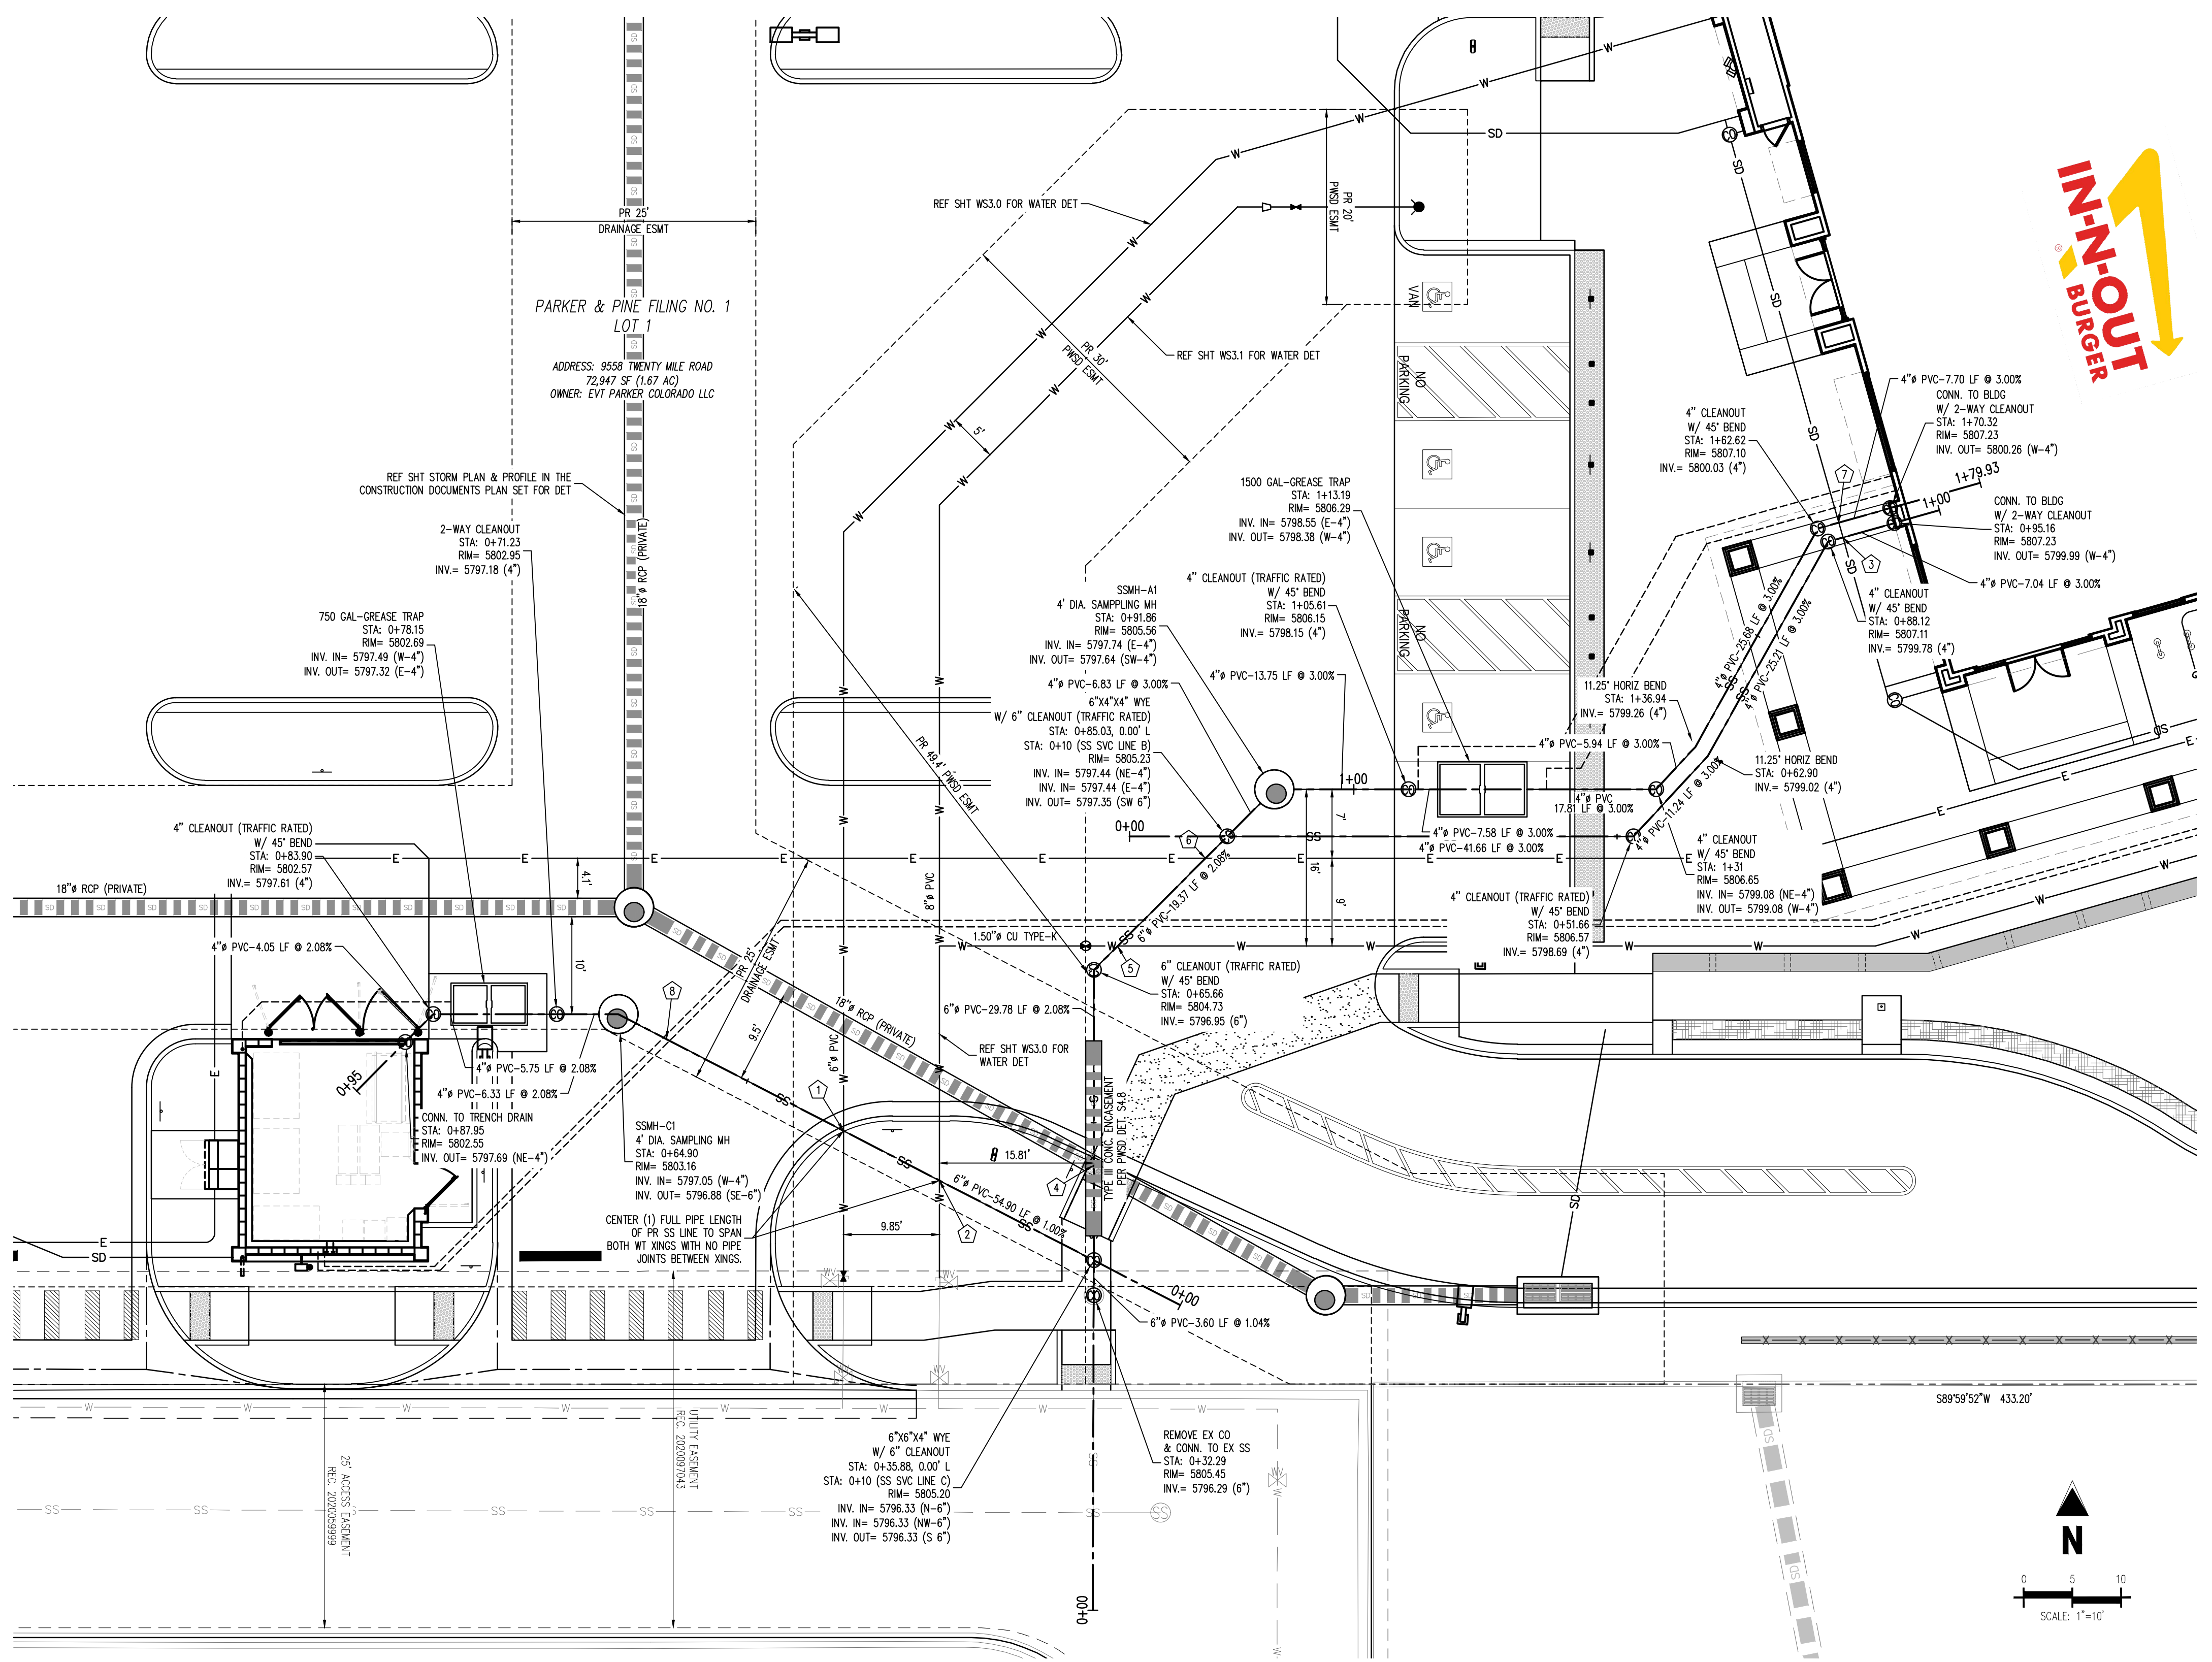 PR 25'
DRAINAGE ESMT
PARKER & PINE FILING NO. 1
LOT 1
ADDRESS: 9558 TWENTY MILE ROAD
72,947 SF (1.67 AC)
OWNER: EVT PARKER COLORADO LLC
REF SHT STORM PLAN & PROFILE IN THE
CONSTRUCTION DOCUMENTS PLAN SET FOR DET
18"ø RCP (PRIVATE)
2-WAY CLEANOUT
STA: 0+71.23
RIM= 5802.95
INV.= 5797.18 (4")
750 GAL-GREASE TRAP
STA: 0+78.15
RIM= 5802.69
INV. IN= 5797.49 (W-4")
INV. OUT= 5797.32 (E-4")
4" CLEANOUT (TRAFFIC RATED)
W/ 45° BEND
STA: 0+83.90
RIM= 5802.57
INV.= 5797.61 (4")
18"ø RCP (PRIVATE)
4"ø PVC-4.05 LF @ 2.08%
4"ø PVC-5.75 LF @ 2.08%
4"ø PVC-6.33 LF @ 2.08%
0+95
CONN. TO TRENCH DRAIN
STA: 0+87.95
RIM= 5802.55
INV. OUT= 5797.69 (NE-4")
4.1'
10'
SSMH-C1
4' DIA. SAMPLING MH
STA: 0+64.90
RIM= 5803.16
INV. IN= 5797.05 (W-4")
INV. OUT= 5796.88 (SE-6")
CENTER (1) FULL PIPE LENGTH
OF PR SS LINE TO SPAN
BOTH WT XINGS WITH NO PIPE
JOINTS BETWEEN XINGS.
8
1
2
9.5'
PR 25'
DRAINAGE ESMT
18"ø RCP (PRIVATE)
6"ø PVC
8"ø PVC
9.85'
15.81'
6"ø PVC-54.90 LF @ 1.00%
REF SHT WS3.0 FOR WATER DET
REF SHT WS3.1 FOR WATER DET
PR 20'
PWSD ESMT
PR 30'
PWSD ESMT
5'
PR 49.4' PWSD ESMT
VAN
NO
PARKING
NO
PARKING
1500 GAL-GREASE TRAP
STA: 1+13.19
RIM= 5806.29
INV. IN= 5798.55 (E-4")
INV. OUT= 5798.38 (W-4")
4" CLEANOUT (TRAFFIC RATED)
W/ 45° BEND
STA: 1+05.61
RIM= 5806.15
INV.= 5798.15 (4")
SSMH-A1
4' DIA. SAMPPLING MH
STA: 0+91.86
RIM= 5805.56
INV. IN= 5797.74 (E-4")
INV. OUT= 5797.64 (SW-4")
4"ø PVC-6.83 LF @ 3.00%
4"ø PVC-13.75 LF @ 3.00%
6"X4"X4" WYE
W/ 6" CLEANOUT (TRAFFIC RATED)
STA: 0+85.03, 0.00' L
STA: 0+10 (SS SVC LINE B)
RIM= 5805.23
INV. IN= 5797.44 (NE-4")
INV. IN= 5797.44 (E-4")
INV. OUT= 5797.35 (SW 6")
0+00
1+00
7'
16'
9'
6
5
6"ø PVC-19.37 LF @ 2.08%
4"ø PVC-7.58 LF @ 3.00%
4"ø PVC-41.66 LF @ 3.00%
4"ø PVC
17.81 LF @ 3.00%
1.50"ø CU TYPE-K
6" CLEANOUT (TRAFFIC RATED)
W/ 45° BEND
STA: 0+65.66
RIM= 5804.73
INV.= 5796.95 (6")
6"ø PVC-29.78 LF @ 2.08%
REF SHT WS3.0 FOR
WATER DET
TYPE III CONC. ENCASEMENT
PER PWSD DET. S4.8
4
4" CLEANOUT (TRAFFIC RATED)
W/ 45° BEND
STA: 0+51.66
RIM= 5806.57
INV.= 5798.69 (4")
4" CLEANOUT
W/ 45° BEND
STA: 1+31
RIM= 5806.65
INV. IN= 5799.08 (NE-4")
INV. OUT= 5799.08 (W-4")
11.25° HORIZ BEND
STA: 1+36.94
INV.= 5799.26 (4")
4"ø PVC-5.94 LF @ 3.00%
4"ø PVC-11.24 LF @ 3.00%
11.25° HORIZ BEND
STA: 0+62.90
INV.= 5799.02 (4")
4"ø PVC-25.68 LF @ 3.00%
4"ø PVC-25.21 LF @ 3.00%
4" CLEANOUT
W/ 45° BEND
STA: 1+62.62
RIM= 5807.10
INV.= 5800.03 (4")
4"ø PVC-7.70 LF @ 3.00%
CONN. TO BLDG
W/ 2-WAY CLEANOUT
STA: 1+70.32
RIM= 5807.23
INV. OUT= 5800.26 (W-4")
7
1+79.93
1+00
CONN. TO BLDG
W/ 2-WAY CLEANOUT
STA: 0+95.16
RIM= 5807.23
INV. OUT= 5799.99 (W-4")
3
4"ø PVC-7.04 LF @ 3.00%
4" CLEANOUT
W/ 45° BEND
STA: 0+88.12
RIM= 5807.11
INV.= 5799.78 (4")
IN-N-OUT
BURGER
®
0+00
6"ø PVC-3.60 LF @ 1.04%
6"X6"X4" WYE
W/ 6" CLEANOUT
STA: 0+35.88, 0.00' L
STA: 0+10 (SS SVC LINE C)
RIM= 5805.20
INV. IN= 5796.33 (N-6")
INV. IN= 5796.33 (NW-6")
INV. OUT= 5796.33 (S 6")
REMOVE EX CO
& CONN. TO EX SS
STA: 0+32.29
RIM= 5805.45
INV.= 5796.29 (6")
0+00
25' ACCESS EASEMENT
REC. 2020059999
UTILITY EASEMENT
REC. 2020097043
S89°59'52"W 433.20'
N
0 5 10
SCALE: 1"=10'